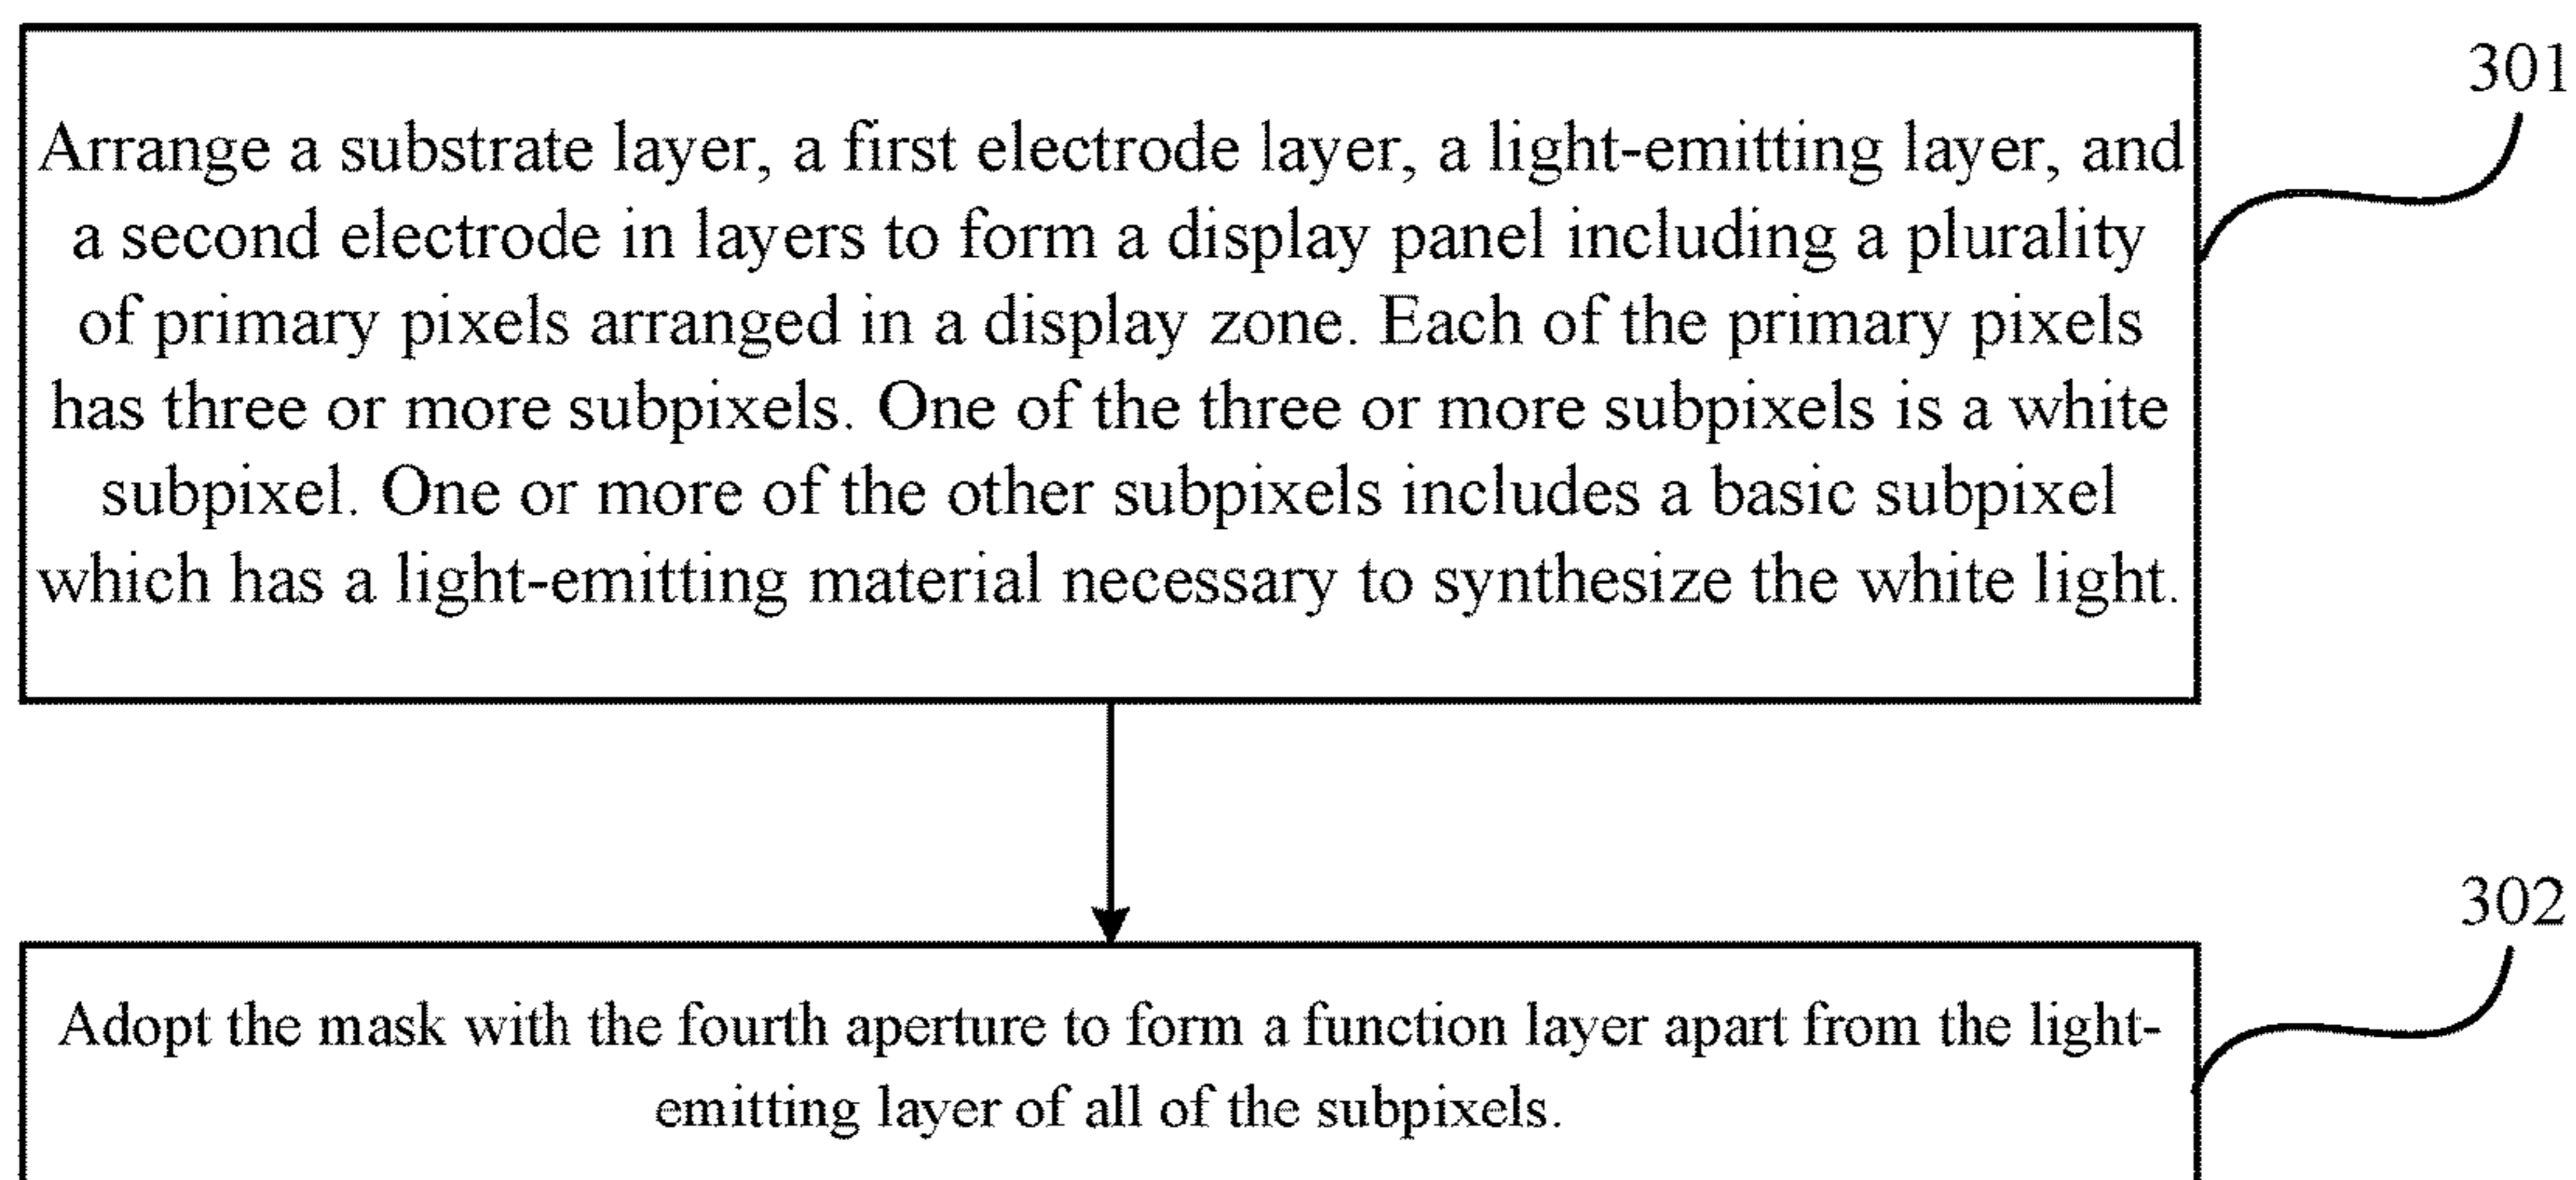 301
Arrange a substrate layer, a first electrode layer, a light-emitting layer, and
a second electrode in layers to form a display panel including a plurality
of primary pixels arranged in a display zone. Each of the primary pixels
has three or more subpixels. One of the three or more subpixels is a white
subpixel. One or more of the other subpixels includes a basic subpixel
which has a light-emitting material necessary to synthesize the white light.
302
Adopt the mask with the fourth aperture to form a function layer apart from the light-
emitting layer of all of the subpixels.